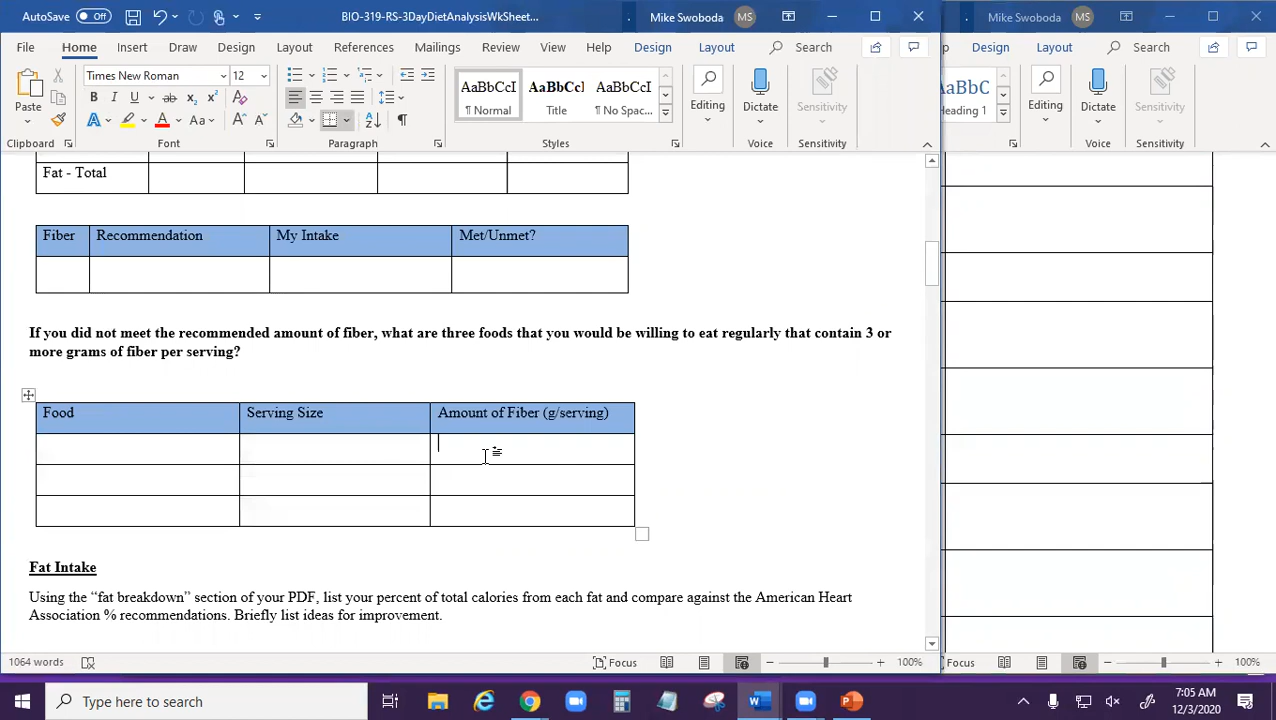 AutoSave Off BIO-319-RS-3DayDietAnalysisWkSheet... Mike Swoboda MS
Mike Swoboda MS
File Home Insert Draw Design Layout References Mailings Review View Help Design Layout Search
Design Layout Search
Paste Times New Roman 12
B I U ab x₂ x²
A A Aa A A
AaBbCcI AaBbCcI AaBbCcI
¶ Normal Title ¶ No Spac...
Editing Dictate Sensitivity
AaBbC
Heading 1
Editing Dictate Sensitivity
Clipboard Font Paragraph Styles Voice Sensitivity
Voice Sensitivity
Fat - Total
Fiber Recommendation My Intake Met/Unmet?
If you did not meet the recommended amount of fiber, what are three foods that you would be willing to eat regularly that contain 3 or
more grams of fiber per serving?
Food Serving Size Amount of Fiber (g/serving)
Fat Intake
Using the “fat breakdown” section of your PDF, list your percent of total calories from each fat and compare against the American Heart
Association % recommendations. Briefly list ideas for improvement.
1064 words Focus 100%
Focus 100%
Type here to search
7:05 AM
12/3/2020